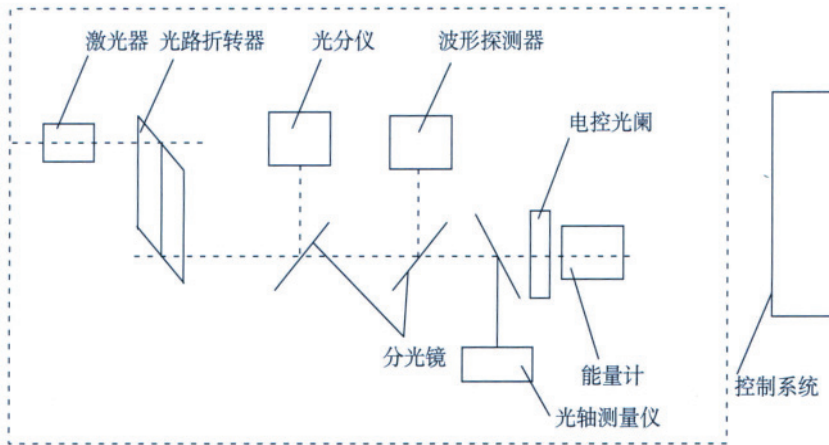 激光器
光路折转器
光分仪
波形探测器
电控光阑
分光镜
能量计
控制系统
光轴测量仪